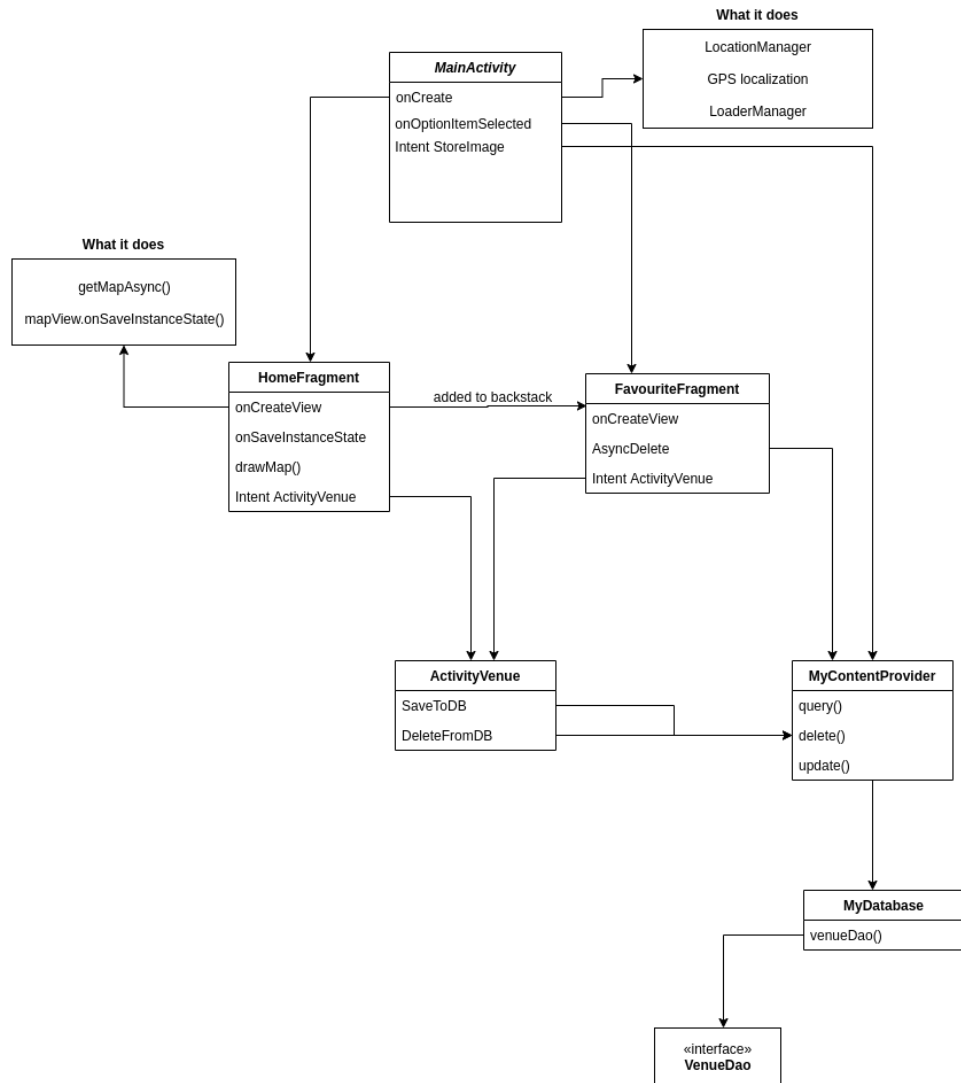 What it does
LocationManager
GPS localization
LoaderManager
MainActivity
onCreate
onOptionItemSelected
Intent StoreImage
What it does
getMapAsync()
mapView.onSaveInstanceState()
HomeFragment
onCreateView
onSaveInstanceState
drawMap()
Intent ActivityVenue
added to backstack
FavouriteFragment
onCreateView
AsyncDelete
Intent ActivityVenue
ActivityVenue
SaveToDB
DeleteFromDB
MyContentProvider
query()
delete()
update()
MyDatabase
venueDao()
«interface»
VenueDao